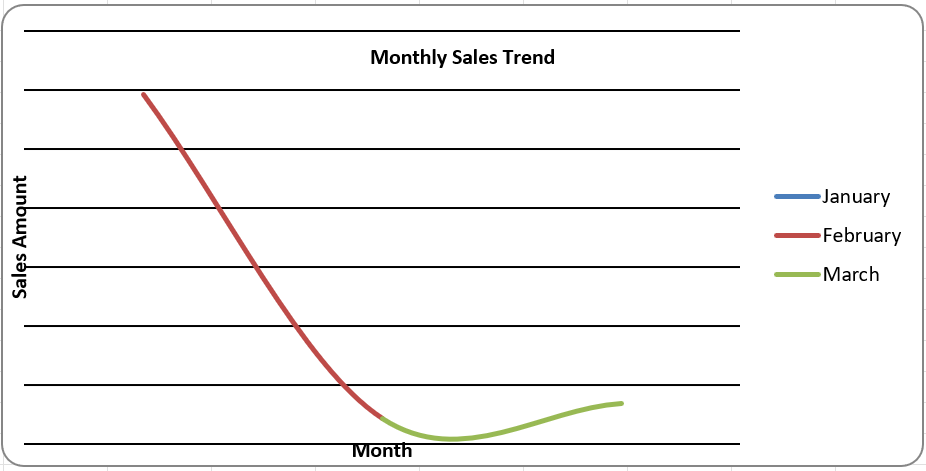 Monthly Sales Trend
Sales Amount
January
February
March
Month